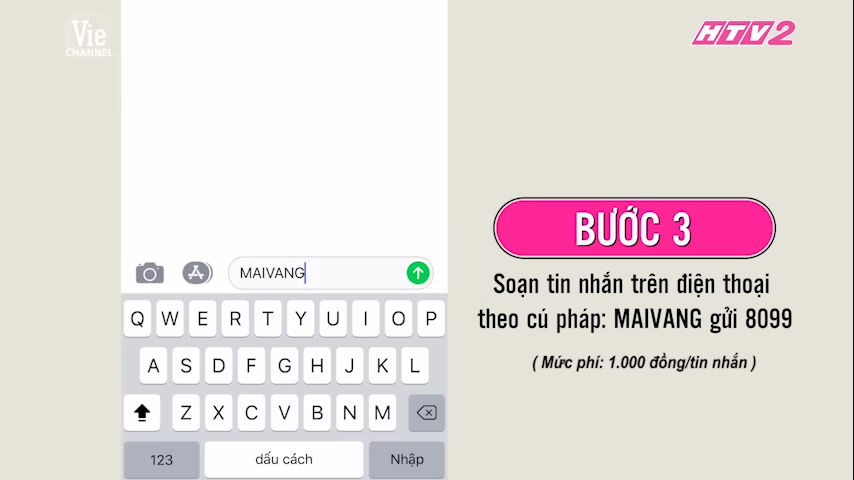 Vie
CHANNEL
HTV2
BƯỚC 3
Soạn tin nhắn trên điện thoại
theo cú pháp: MAIVANG gửi 8099
( Mức phí: 1.000 đồng/tin nhắn )
MAIVANG
Q W E R T Y U I O P
A S D F G H J K L
Z X C V B N M
123 dấu cách Nhập